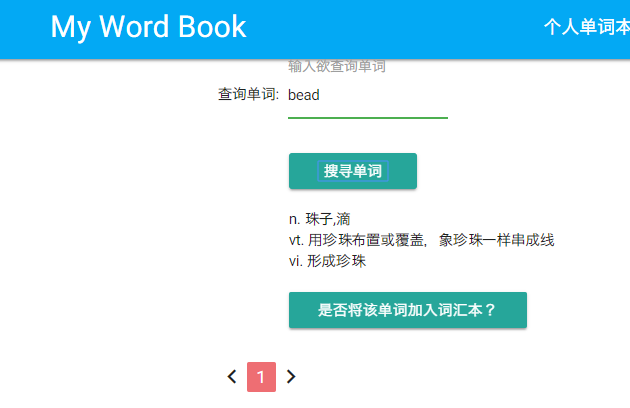 My Word Book
个人单词本
输入欲查询单词
查询单词: bead
搜寻单词
n. 珠子,滴
vt. 用珍珠布置或覆盖，象珍珠一样串成线
vi. 形成珍珠
是否将该单词加入词汇本？
1